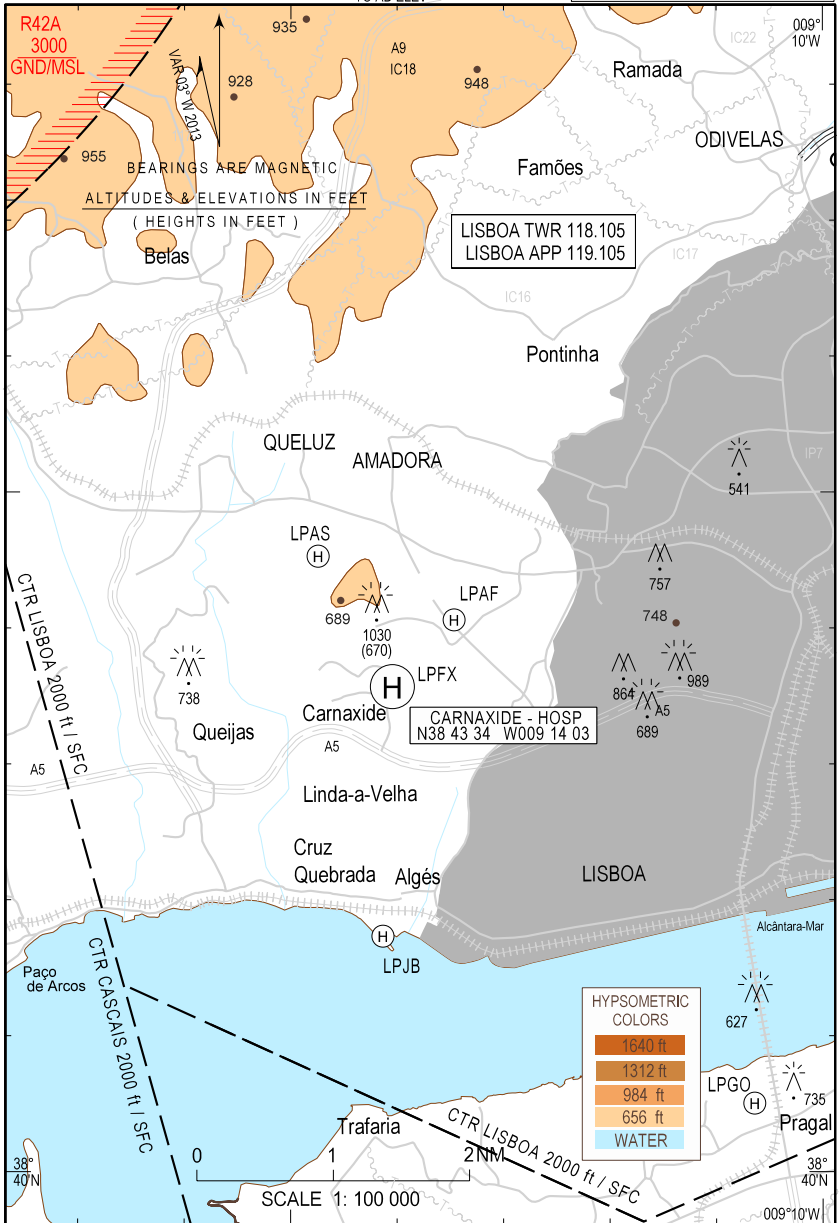 R42A
3000
GND/MSL
935
A9
IC18
009°
10'W
IC22
VAR 03° W 2013
928
948
Ramada
955
ODIVELAS
BEARINGS ARE MAGNETIC
Famões
ALTITUDES & ELEVATIONS IN FEET
( HEIGHTS IN FEET )
LISBOA TWR 118.105
LISBOA APP 119.105
Belas
IC17
IC16
Pontinha
QUELUZ
AMADORA
IP7
541
LPAS
H
757
CTR LISBOA 2000 ft / SFC
689
1030
(670)
LPAF
H
748
738
H
LPFX
864
989
A5
689
Carnaxide
CARNAXIDE - HOSP
N38 43 34 W009 14 03
Queijas
A5
A5
Linda-a-Velha
Cruz
Quebrada
Algés
LISBOA
H
LPJB
Alcântara-Mar
Paço
de Arcos
CTR CASCAIS 2000 ft / SFC
HYPSOMETRIC
COLORS
1640 ft
1312 ft
984 ft
656 ft
WATER
627
LPGO
H
735
Pragal
Trafaria
CTR LISBOA 2000 ft / SFC
38°
40'N
0 1 2NM
38°
40'N
SCALE 1: 100 000
009°10'W